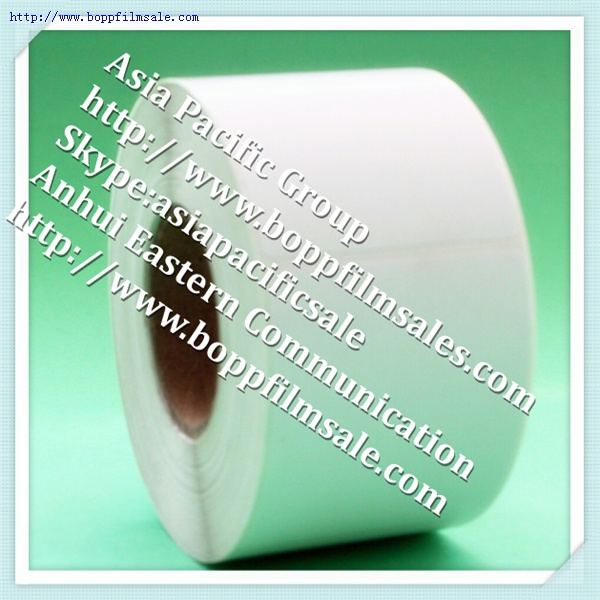 http://www.boppfilmsale.com
Asia Pacific Group
http://www.boppfilmsales.com
Skype:asiapacificsale
Anhui Eastern Communication
http://www.boppfilmsale.com